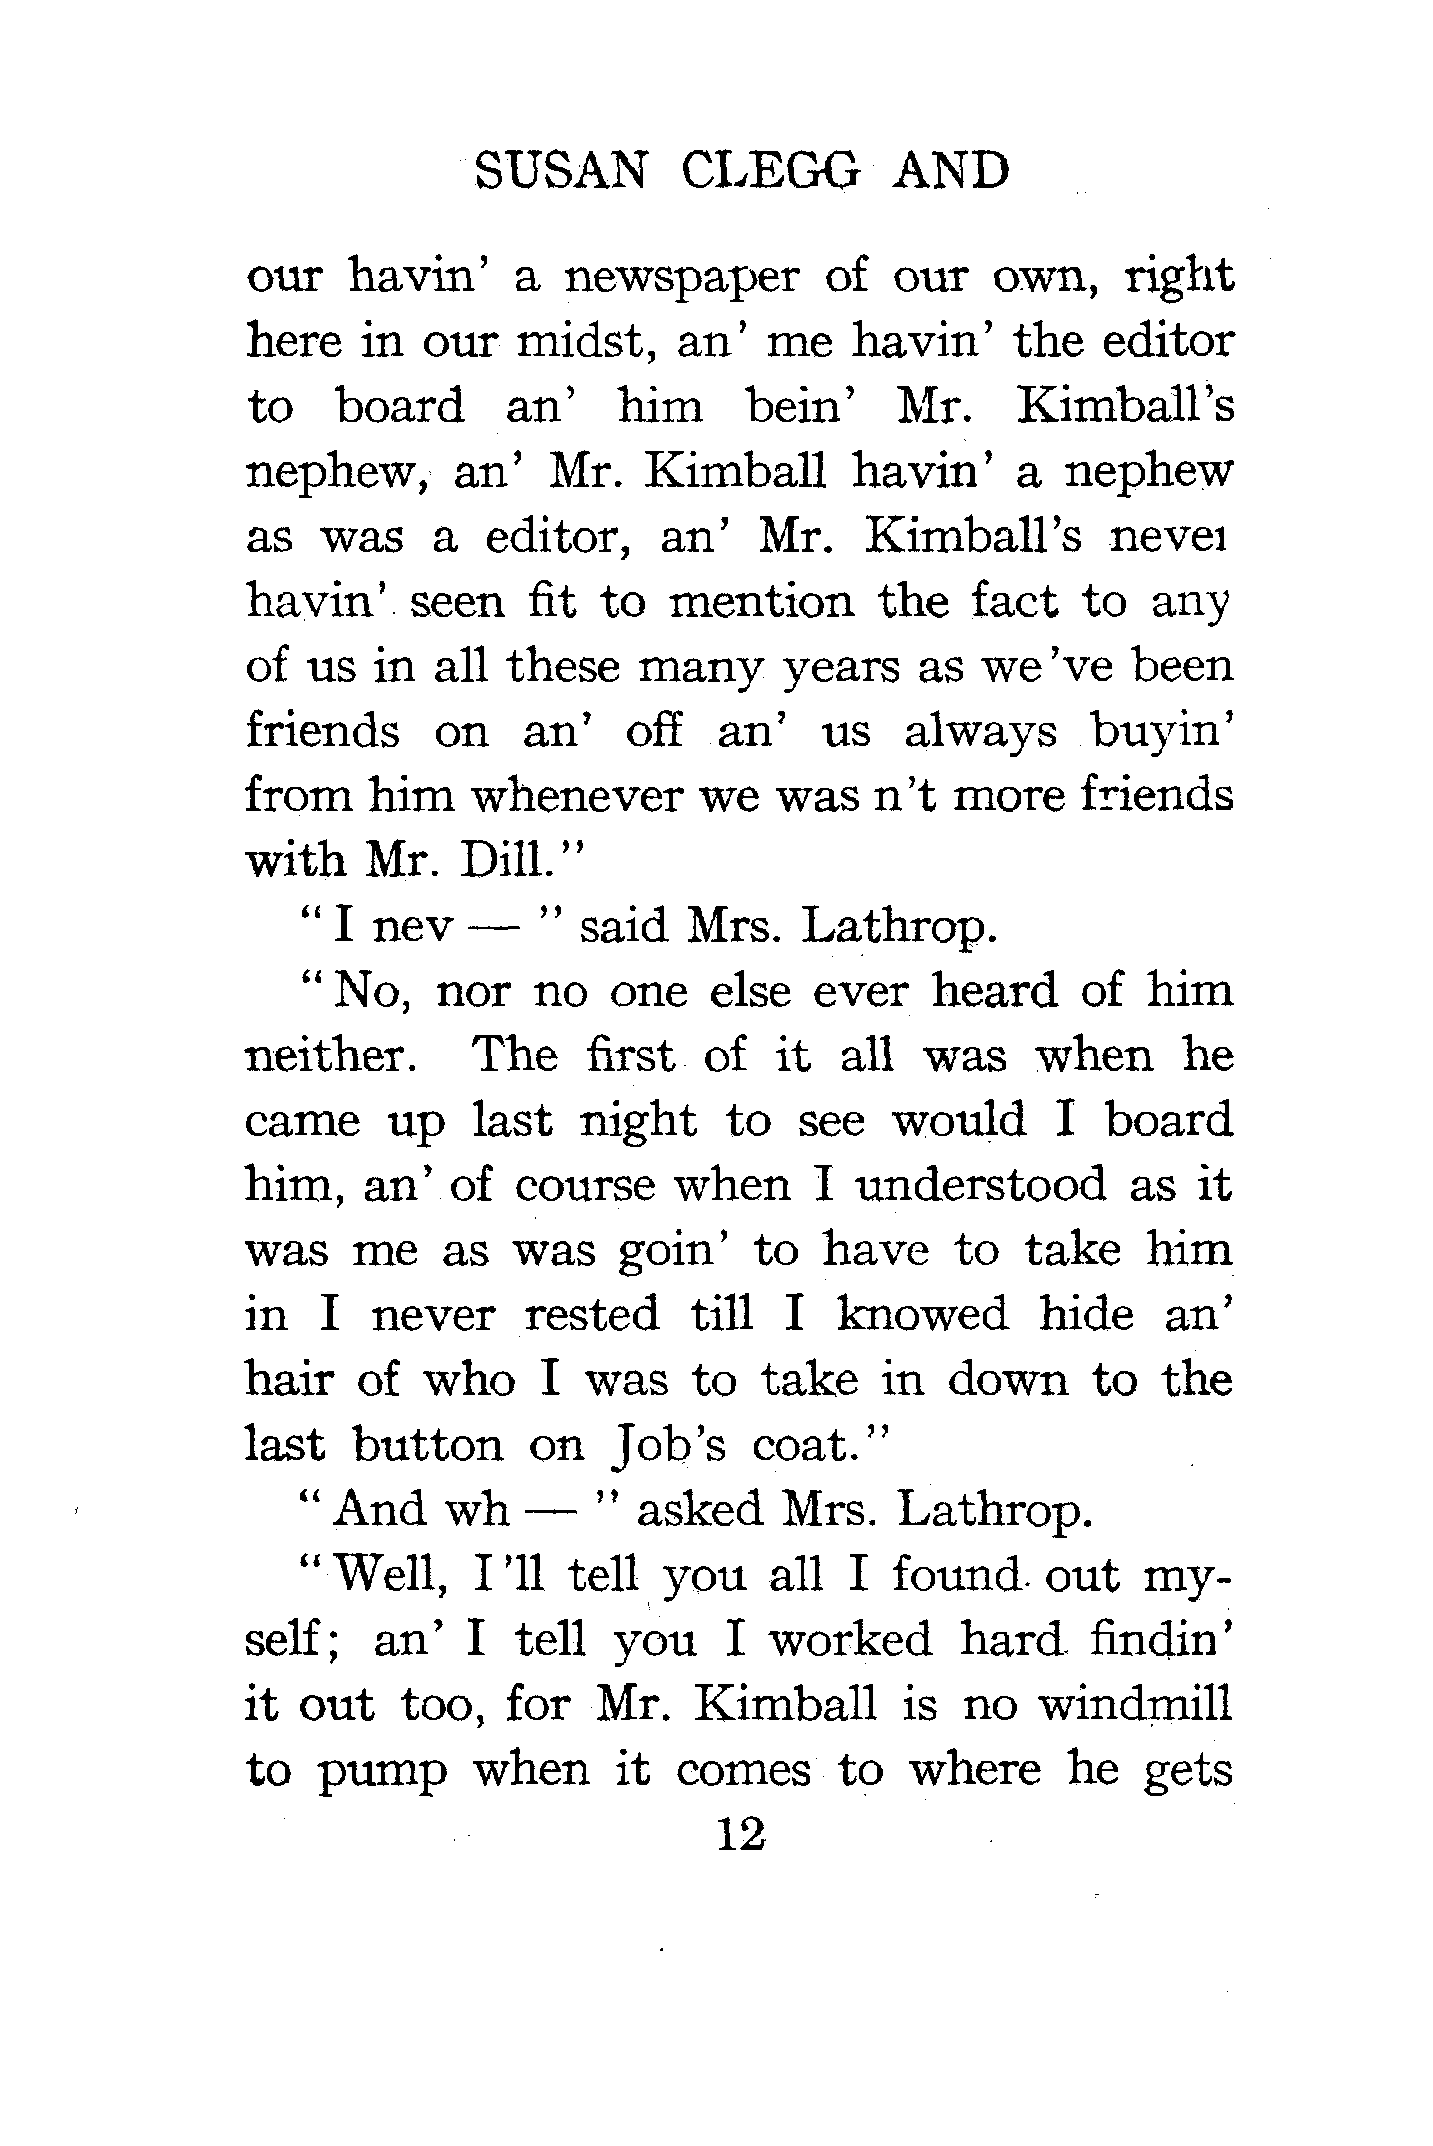 SUSAN CLEGG AND
our havin' a newspaper of our own, right
here in our midst, an' me havin' the editor
to board an' him bein' Mr. Kimball's
nephew, an' Mr. Kimball havin' a nephew
as was a editor, an' Mr. Kimball's never
havin' seen fit to mention the fact to any
of us in all these many years as we 've been
friends on an' off an' us always buyin'
from him whenever we was n't more friends
with Mr. Dill."
"I nev — " said Mrs. Lathrop.
"No, nor no one else ever heard of him
neither. The first of it all was when he
came up last night to see would I board
him, an' of course when I understood as it
was me as was goin' to have to take him
in I never rested till I knowed hide an'
hair of who I was to take in down to the
last button on Job's coat."
"And wh — " asked Mrs. Lathrop.
"Well, I 'll tell you all I found out my-
self; an' I tell you I worked hard findin'
it out too, for Mr. Kimball is no windmill
to pump when it comes to where he gets
12